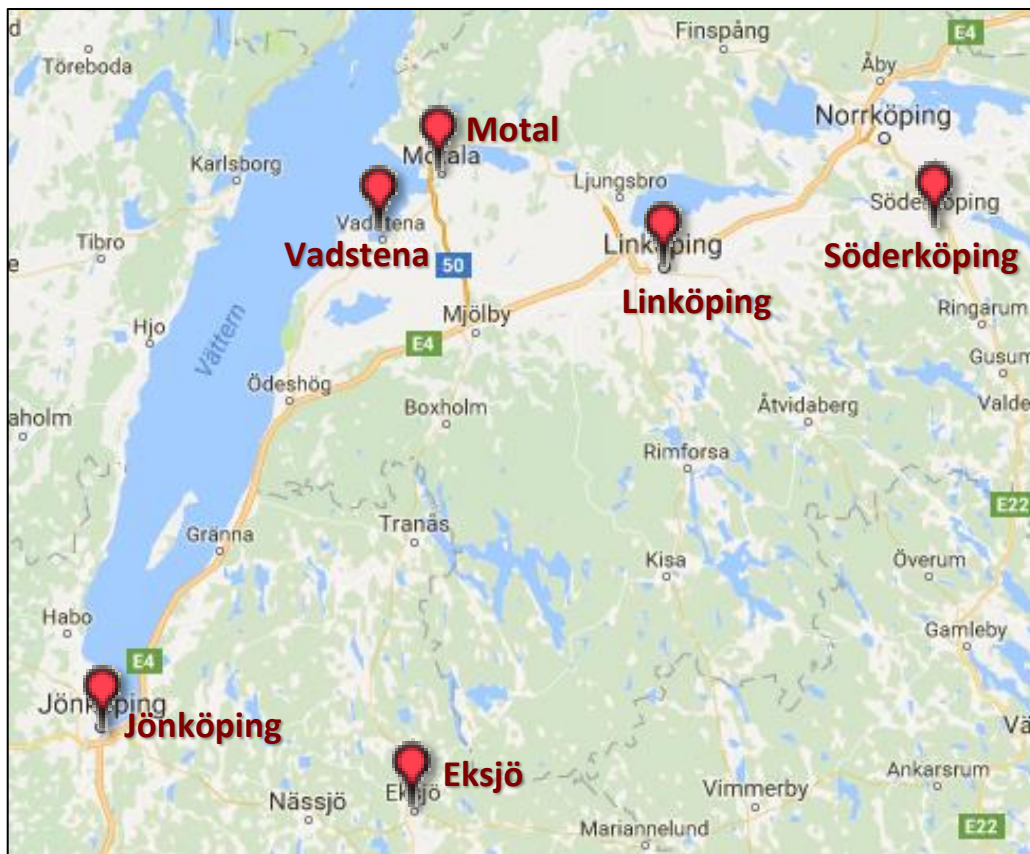 d
Finspång
E4
Töreboda
Åby
Motal
Norrköping
Motala
Karlsborg
Ljungsbro
Söderköping
Vadstena
Tibro
Linköping
Vadstena
Söderköping
e
50
Linköping
Ringarum
Hjo
Mjölby
Vättern
E4
Gusum
Ödeshög
Boxholm
Åtvidaberg
Valde
aholm
Rimforsa
E22
Gränna
Tranås
Kisa
Överum
Habo
Gamleby
E4
Jönköping
Jönköping
Vä
Eksjö
Ankarsrum
Nässjö
Eksjö
Vimmerby
Mariannelund
E22